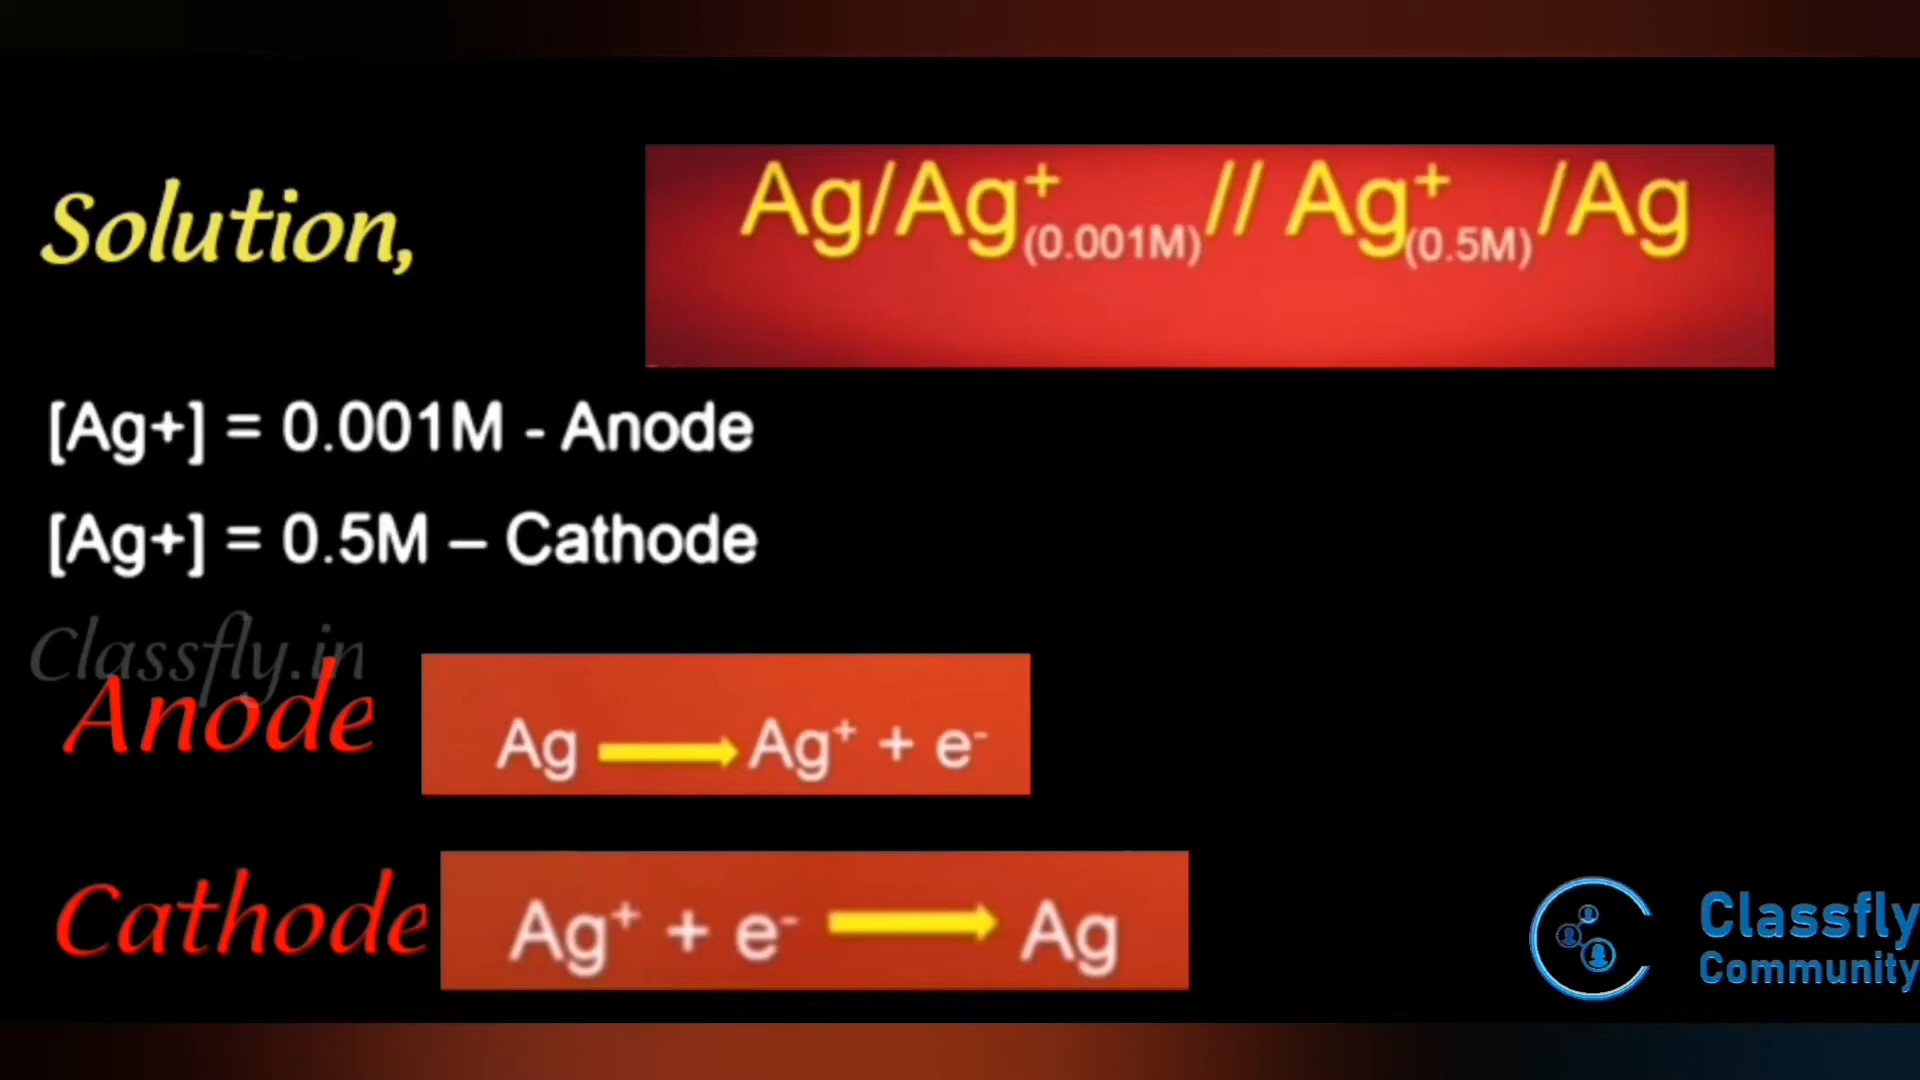 Solution,
Ag/Ag⁺(0.001M)// Ag⁺(0.5M)/Ag
[Ag+] = 0.001M - Anode
[Ag+] = 0.5M – Cathode
Classfly.in
Anode
Ag → Ag⁺ + e⁻
Cathode
Ag⁺ + e⁻ → Ag
Classfly
Community